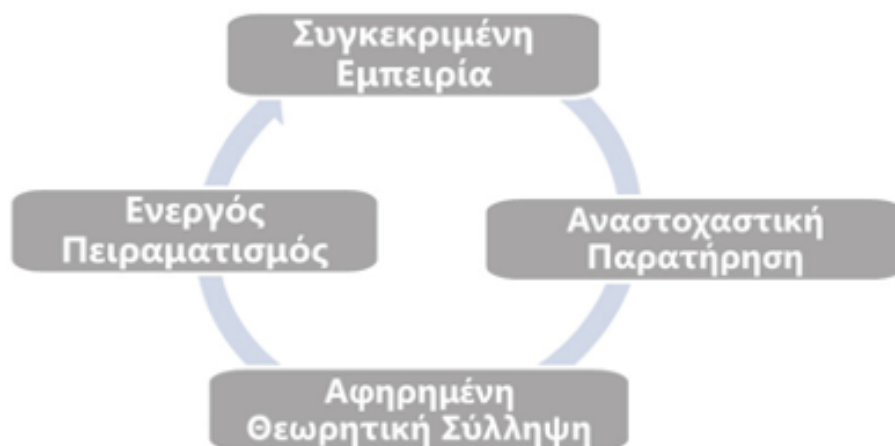 Συγκεκριμένη
Εμπειρία
Ενεργός
Πειραματισμός
Αναστοχαστική
Παρατήρηση
Αφηρημένη
Θεωρητική Σύλληψη